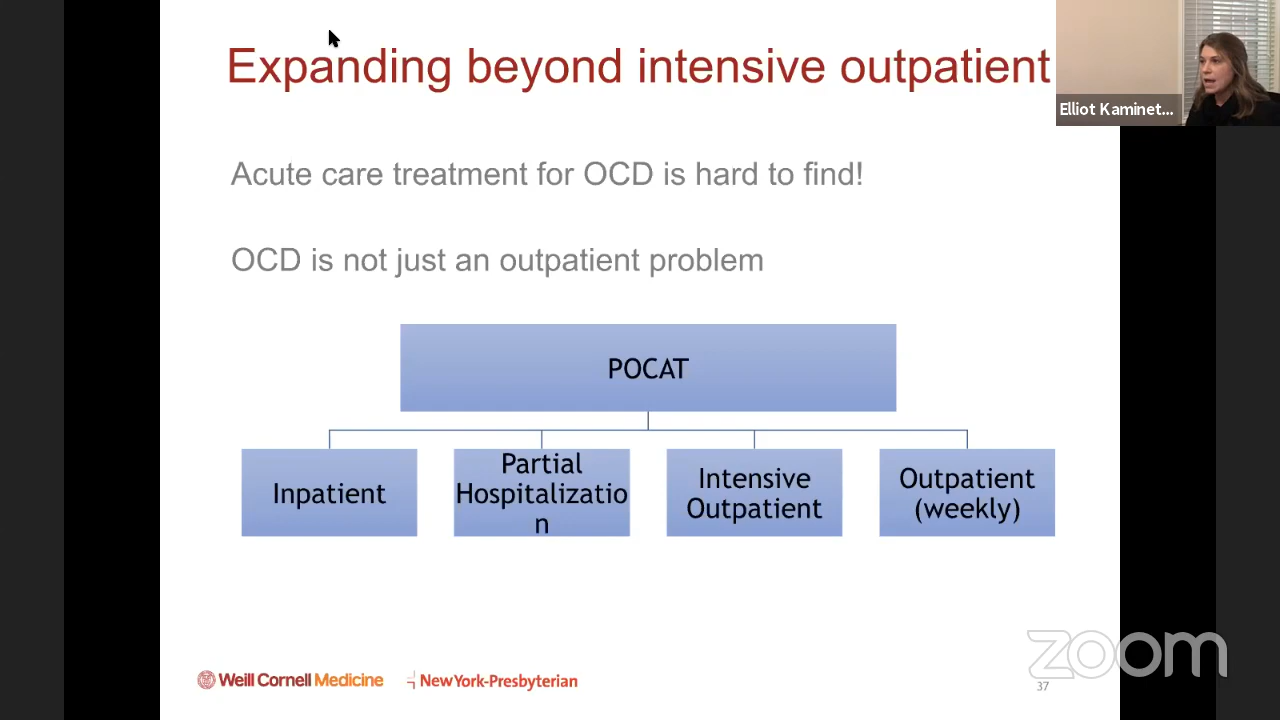 Expanding beyond intensive outpatient
Elliot Kaminet...
Acute care treatment for OCD is hard to find!
OCD is not just an outpatient problem
POCAT
Inpatient
Partial
Hospitalizatio
n
Intensive
Outpatient
Outpatient
(weekly)
Weill Cornell Medicine
NewYork-Presbyterian
zoom
37